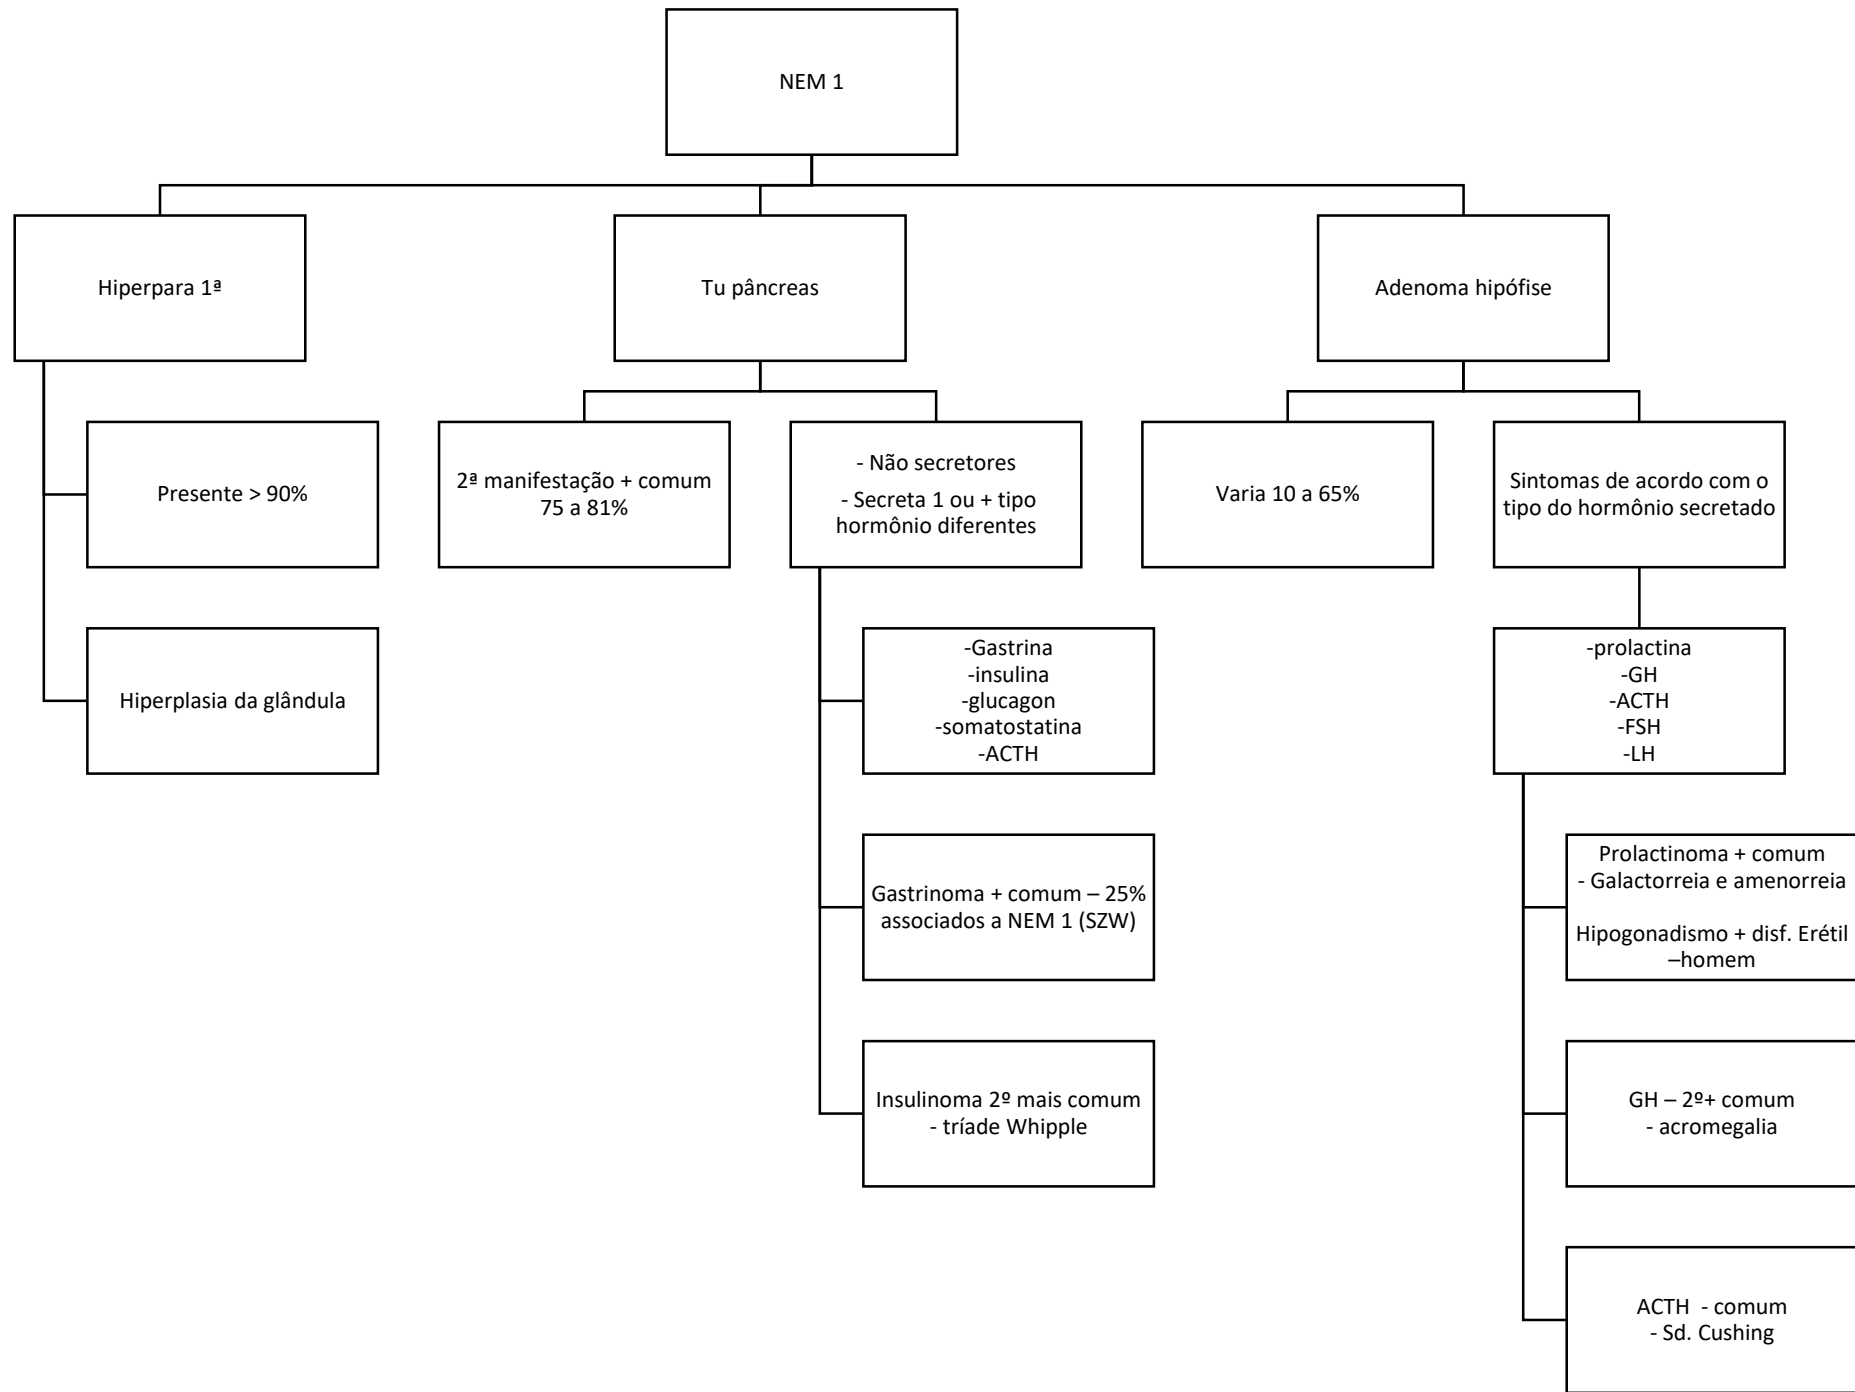 NEM 1
Hiperpara 1ª
Tu pâncreas
Adenoma hipófise
Presente > 90%
2ª manifestação + comum
75 a 81%
- Não secretores
- Secreta 1 ou + tipo
hormônio diferentes
Varia 10 a 65%
Sintomas de acordo com o
tipo do hormônio secretado
Hiperplasia da glândula
-Gastrina
-insulina
-glucagon
-somatostatina
-ACTH
-prolactina
-GH
-ACTH
-FSH
-LH
Gastrinoma + comum – 25%
associados a NEM 1 (SZW)
Prolactinoma + comum
- Galactorreia e amenorreia
Hipogonadismo + disf. Erétil
–homem
Insulinoma 2º mais comum
- tríade Whipple
GH – 2º+ comum
- acromegalia
ACTH  - comum
- Sd. Cushing